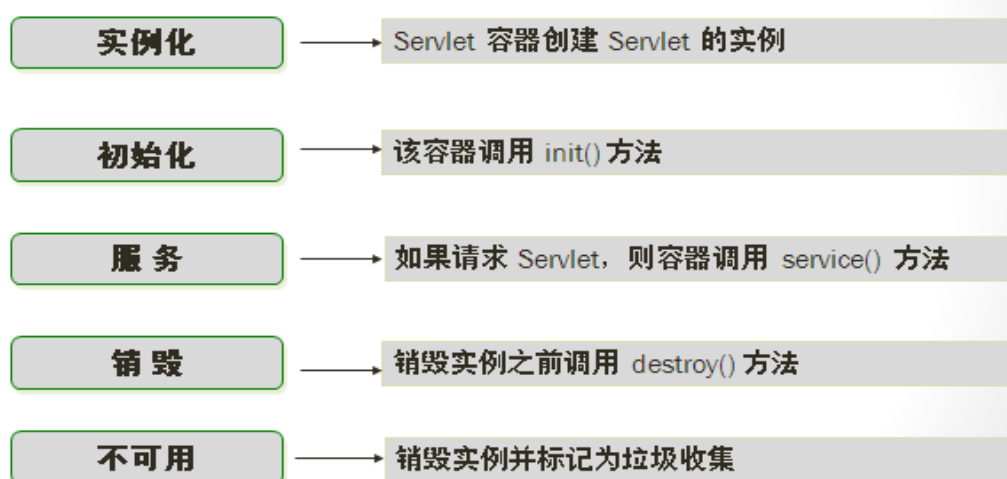 实例化
Servlet 容器创建 Servlet 的实例
初始化
该容器调用 init() 方法
服 务
如果请求 Servlet，则容器调用 service() 方法
销 毁
销毁实例之前调用 destroy() 方法
不可用
销毁实例并标记为垃圾收集